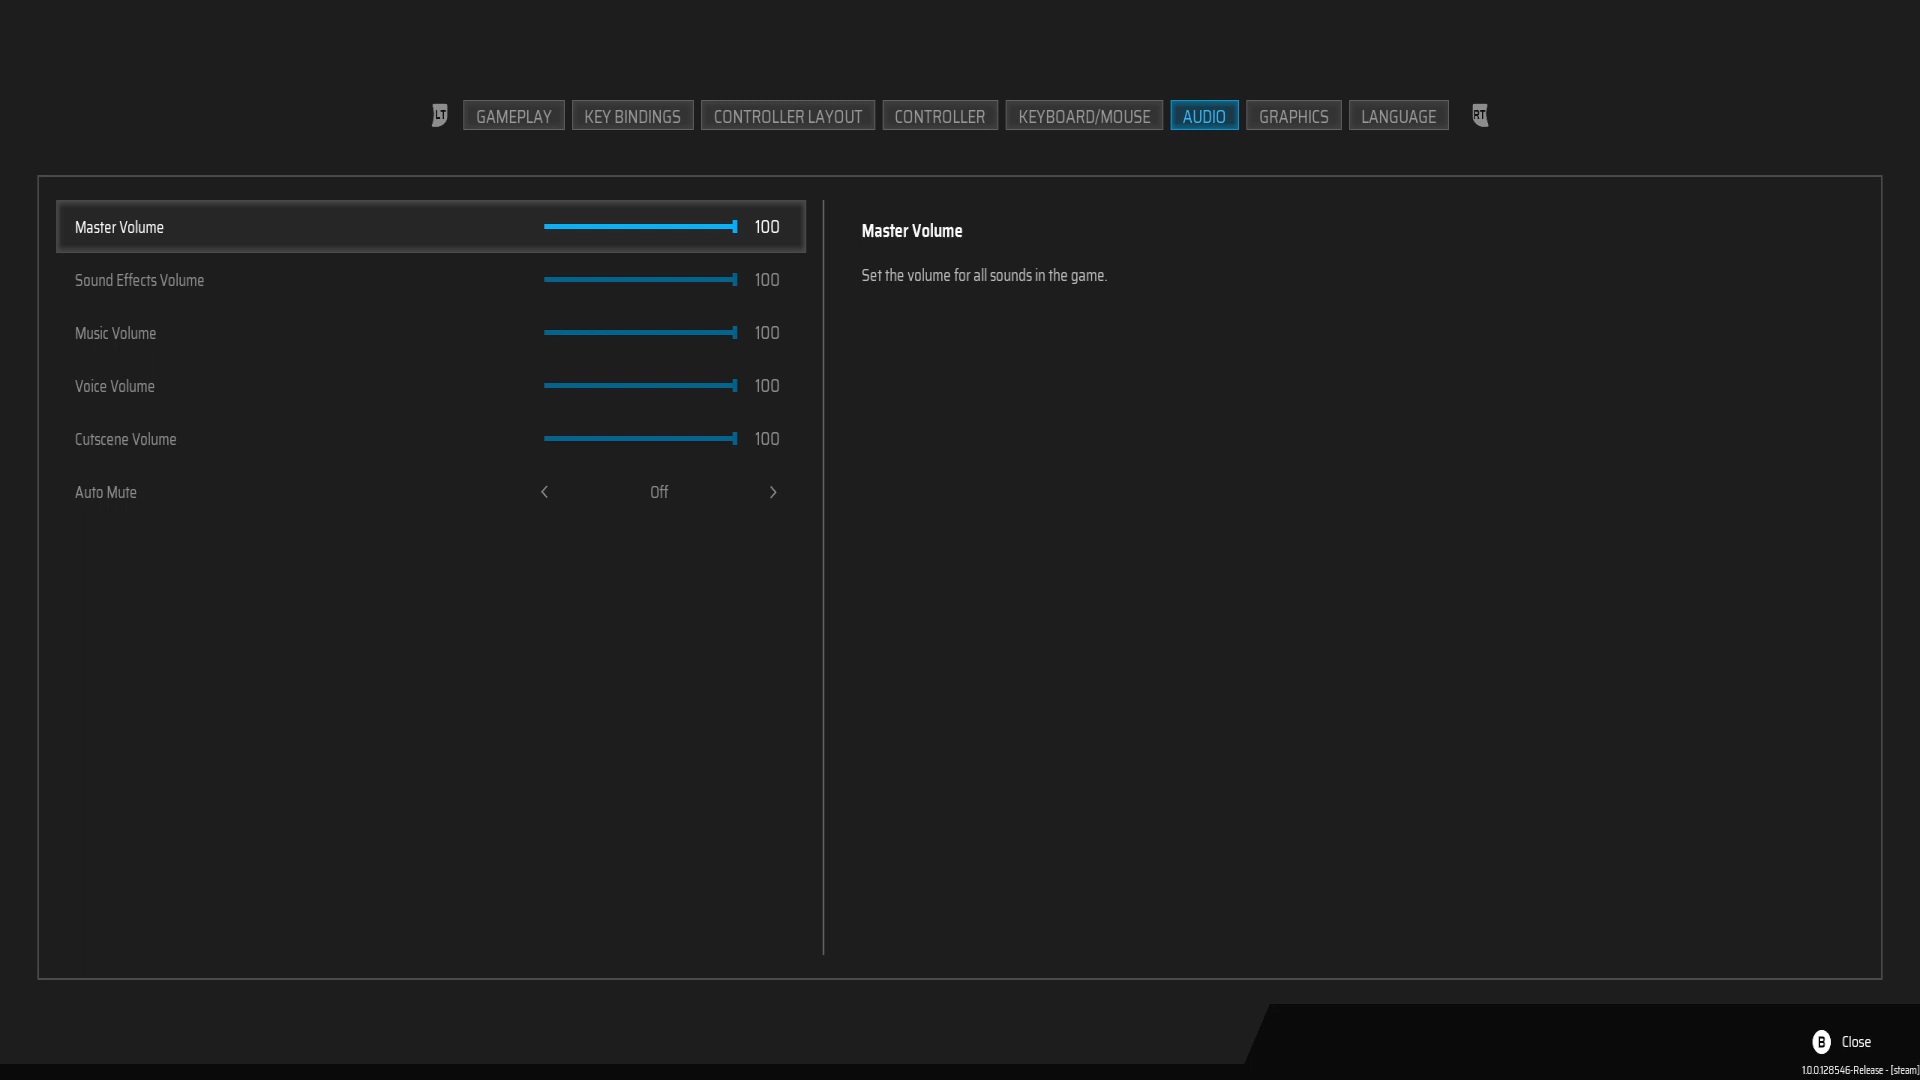 LT GAMEPLAY KEY BINDINGS CONTROLLER LAYOUT CONTROLLER KEYBOARD/MOUSE AUDIO GRAPHICS LANGUAGE RT
Master Volume 100
Sound Effects Volume 100
Music Volume 100
Voice Volume 100
Cutscene Volume 100
Auto Mute Off
Master Volume
Set the volume for all sounds in the game.
B Close
1.0.0.128546-Release - [steam]